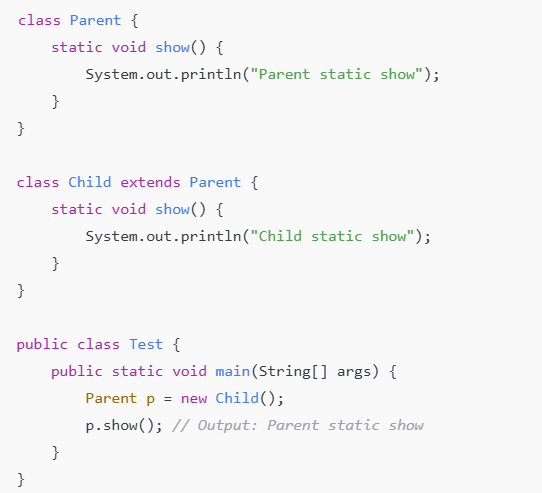 class Parent {
    static void show() {
        System.out.println("Parent static show");
    }
}

class Child extends Parent {
    static void show() {
        System.out.println("Child static show");
    }
}

public class Test {
    public static void main(String[] args) {
        Parent p = new Child();
        p.show(); // Output: Parent static show
    }
}